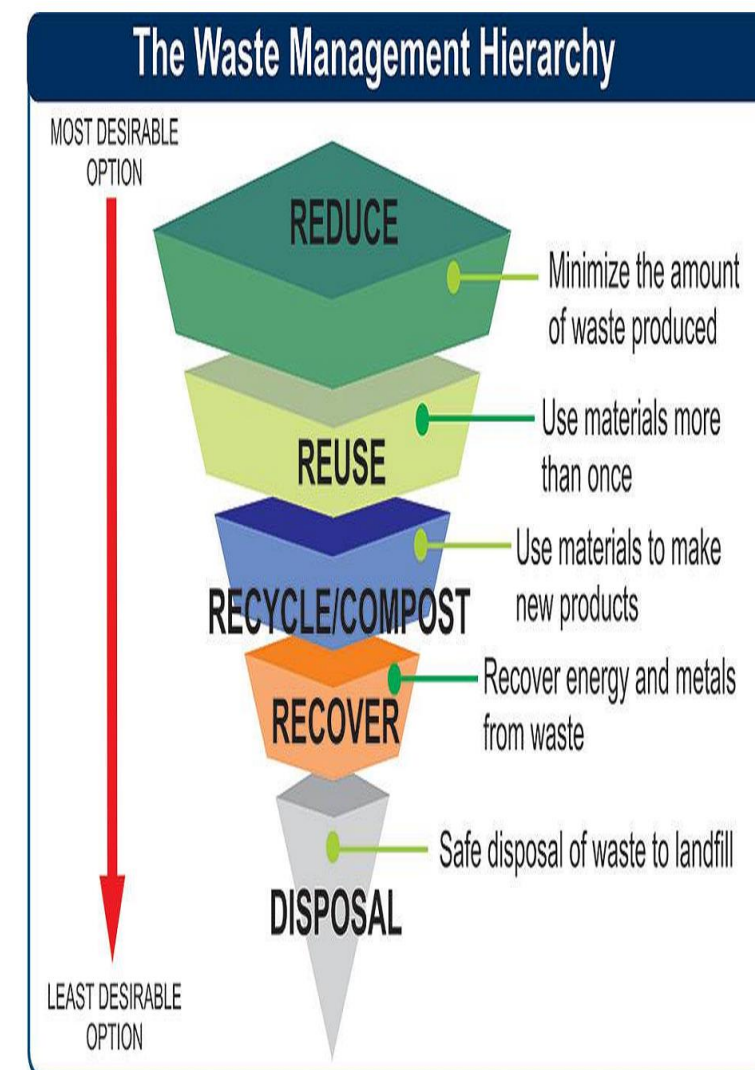 The Waste Management Hierarchy
MOST DESIRABLE
OPTION
REDUCE
Minimize the amount
of waste produced
REUSE
Use materials more
than once
RECYCLE/COMPOST
Use materials to make
new products
RECOVER
Recover energy and metals
from waste
DISPOSAL
Safe disposal of waste to landfill
LEAST DESIRABLE
OPTION